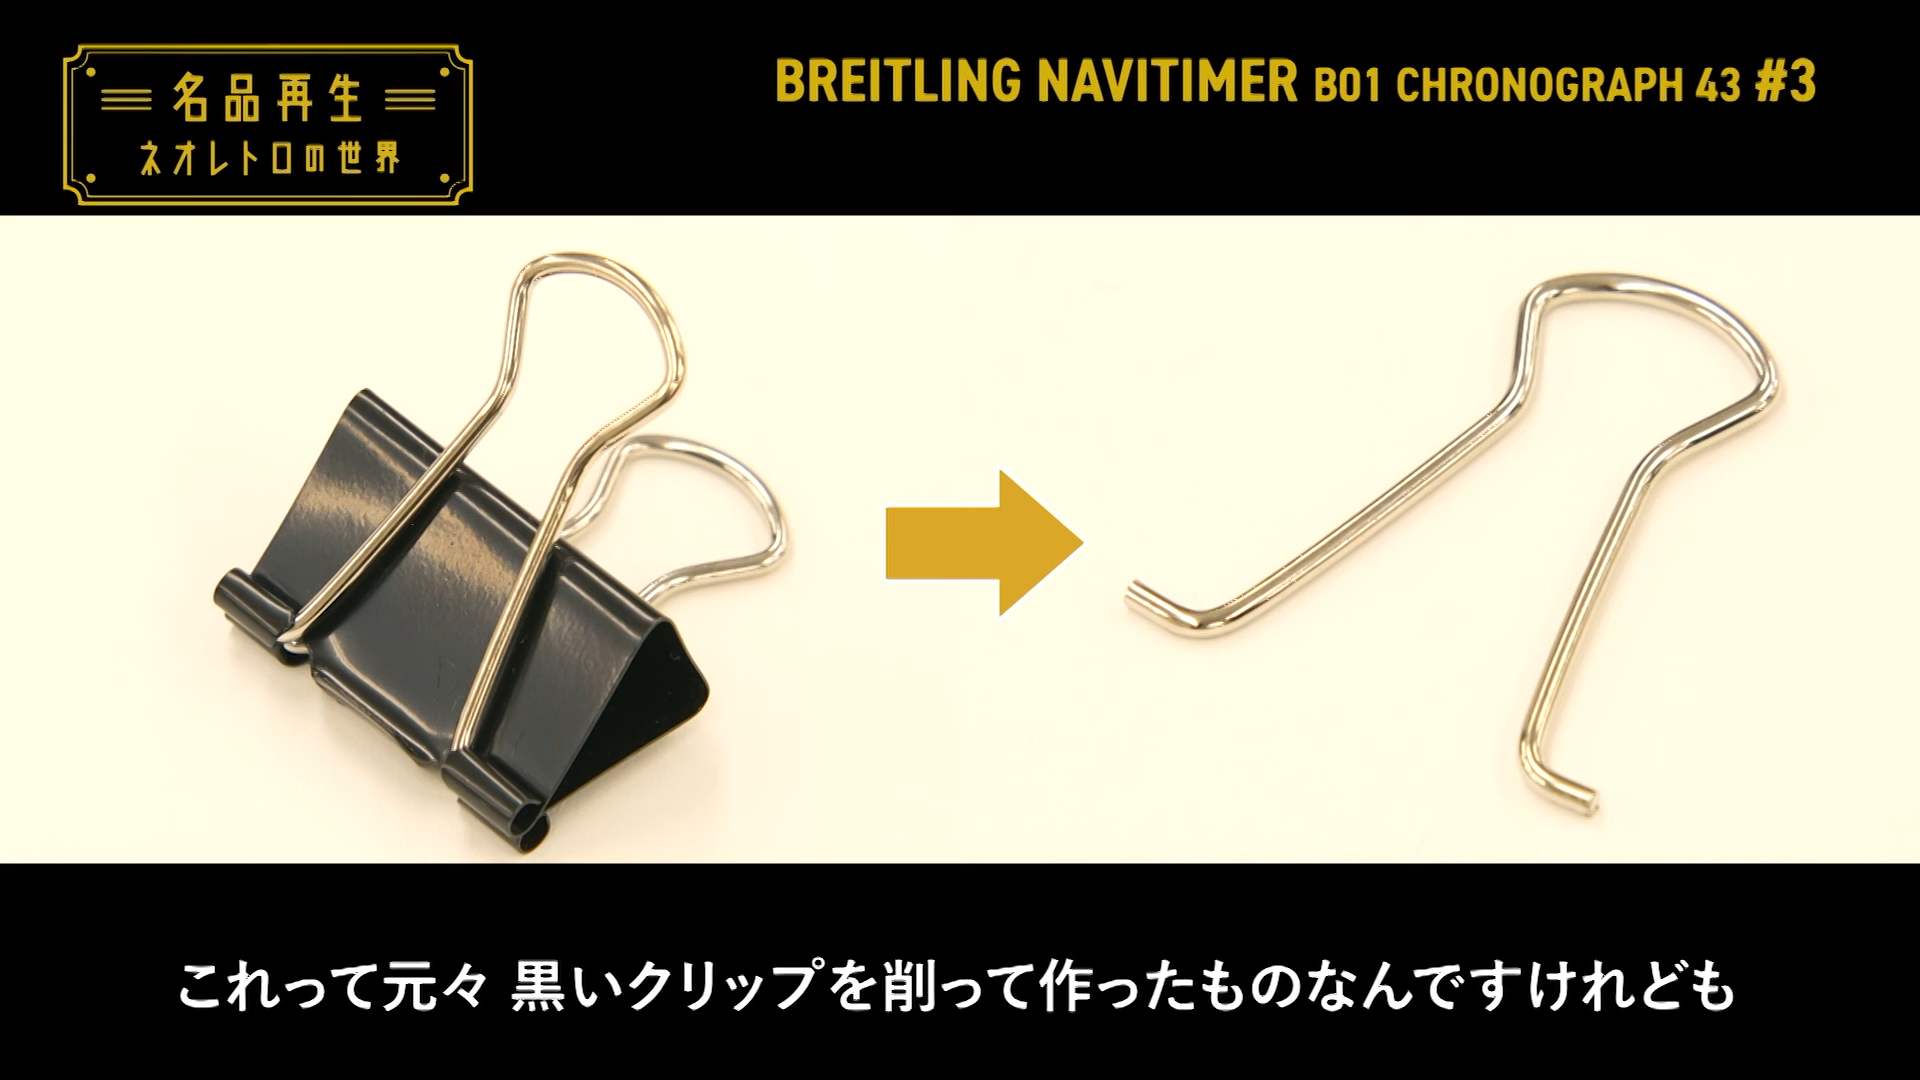 名品再生
ネオレトロの世界
BREITLING NAVITIMER B01 CHRONOGRAPH 43 #3
これって元々 黒いクリップを削って作ったものなんですけれども